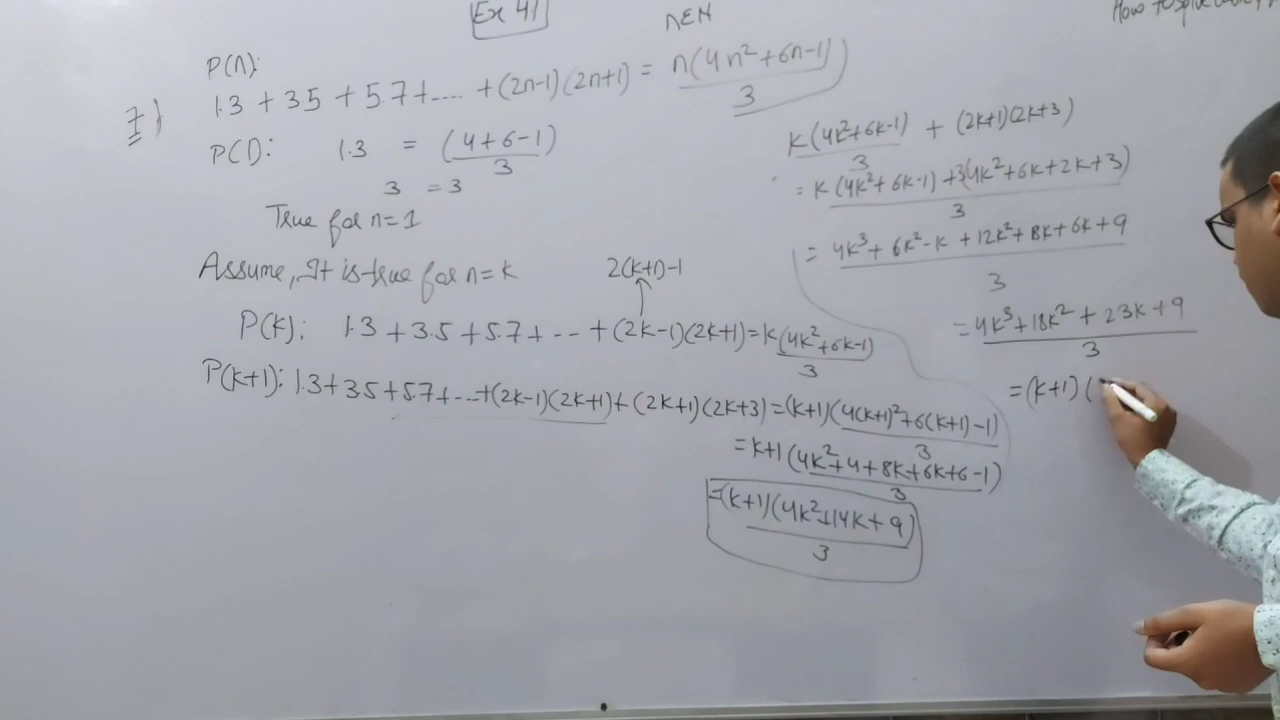 Ex 41
n∈N
How to solve
P(n):
7) 1.3 + 3.5 + 5.7 + .... + (2n-1)(2n+1) = n(4n²+6n-1)/3
P(1): 1.3 = (4+6-1)/3
3 = 3
True for n=1
Assume, It is true for n=k
2(k+1)-1
P(k): 1.3 + 3.5 + 5.7 + -- + (2k-1)(2k+1) = k(4k²+6k-1)/3
P(k+1): 1.3+3.5+5.7+...+(2k-1)(2k+1)+(2k+1)(2k+3) = (k+1)(4(k+1)²+6(k+1)-1)/3
= k+1(4k²+4+8k+6k+6-1)/3
=(k+1)(4k²+14k+9)/3
k(4k²+6k-1)/3 + (2k+1)(2k+3)
= k(4k²+6k-1)+3(4k²+6k+2k+3)/3
= 4k³+6k²-k+12k²+18k+6k+9/3
= 4k³+18k²+23k+9/3
=(k+1)(